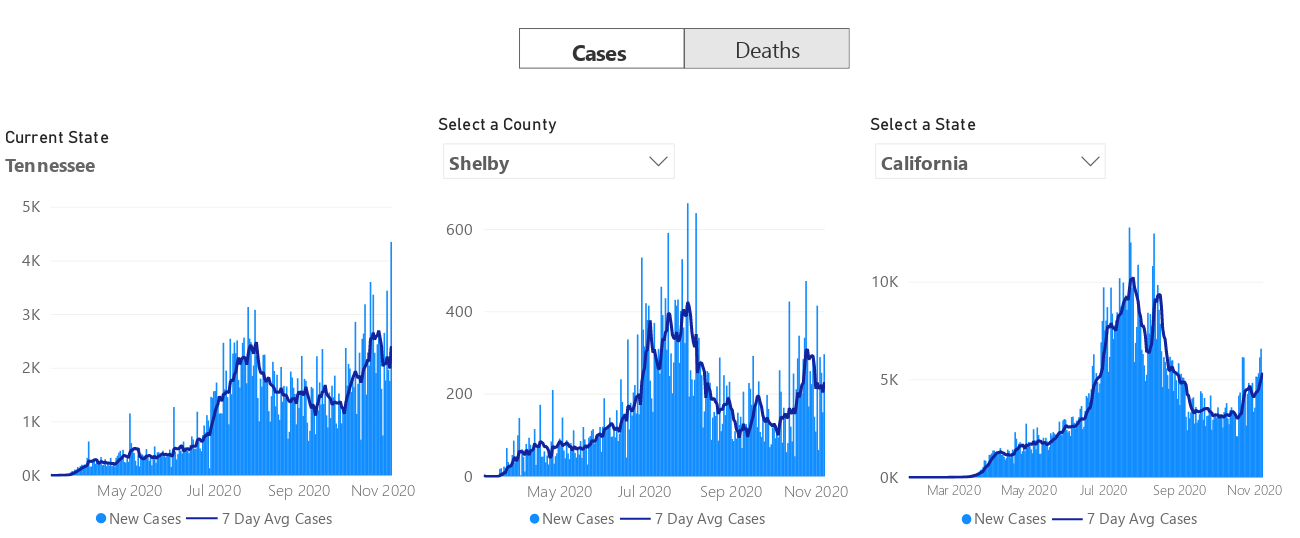 Cases Deaths
Current State
Tennessee
5K
4K
3K
2K
1K
0K
May 2020 Jul 2020 Sep 2020 Nov 2020
New Cases 7 Day Avg Cases
Select a County
Shelby
600
400
200
0
May 2020 Jul 2020 Sep 2020 Nov 2020
New Cases 7 Day Avg Cases
Select a State
California
10K
5K
0K
Mar 2020 May 2020 Jul 2020 Sep 2020 Nov 2020
New Cases 7 Day Avg Cases